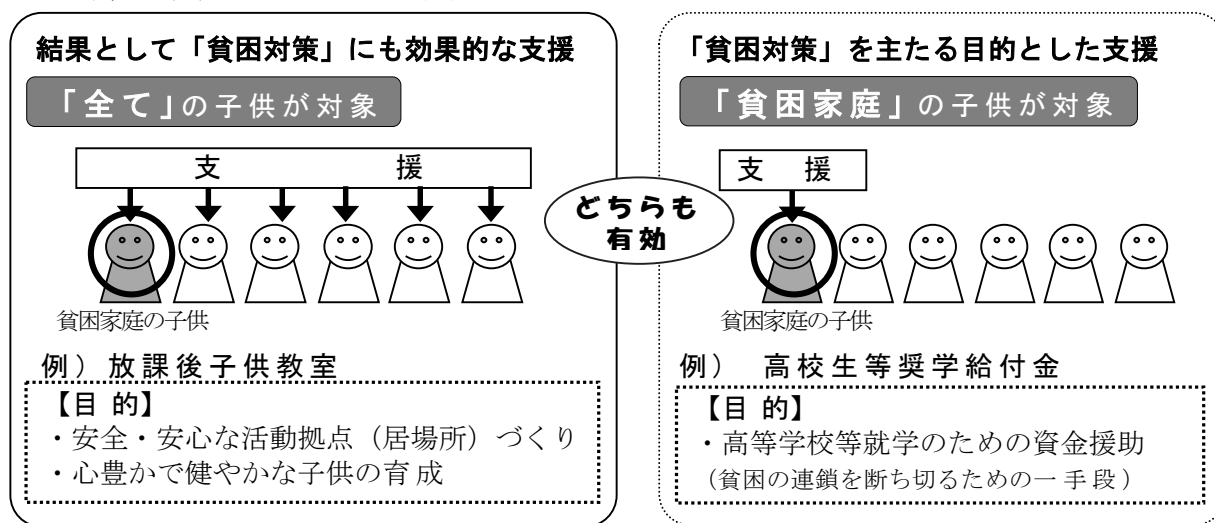 結果として「貧困対策」にも効果的な支援
「全て」の子供が対象
支　援
貧困家庭の子供
例）放課後子供教室
【目的】
・安全・安心な活動拠点（居場所）づくり
・心豊かで健やかな子供の育成
どちらも
有効
「貧困対策」を主たる目的とした支援
「貧困家庭」の子供が対象
支　援
貧困家庭の子供
例）　高校生等奨学給付金
【目的】
・高等学校等就学のための資金援助
（貧困の連鎖を断ち切るための一手段）